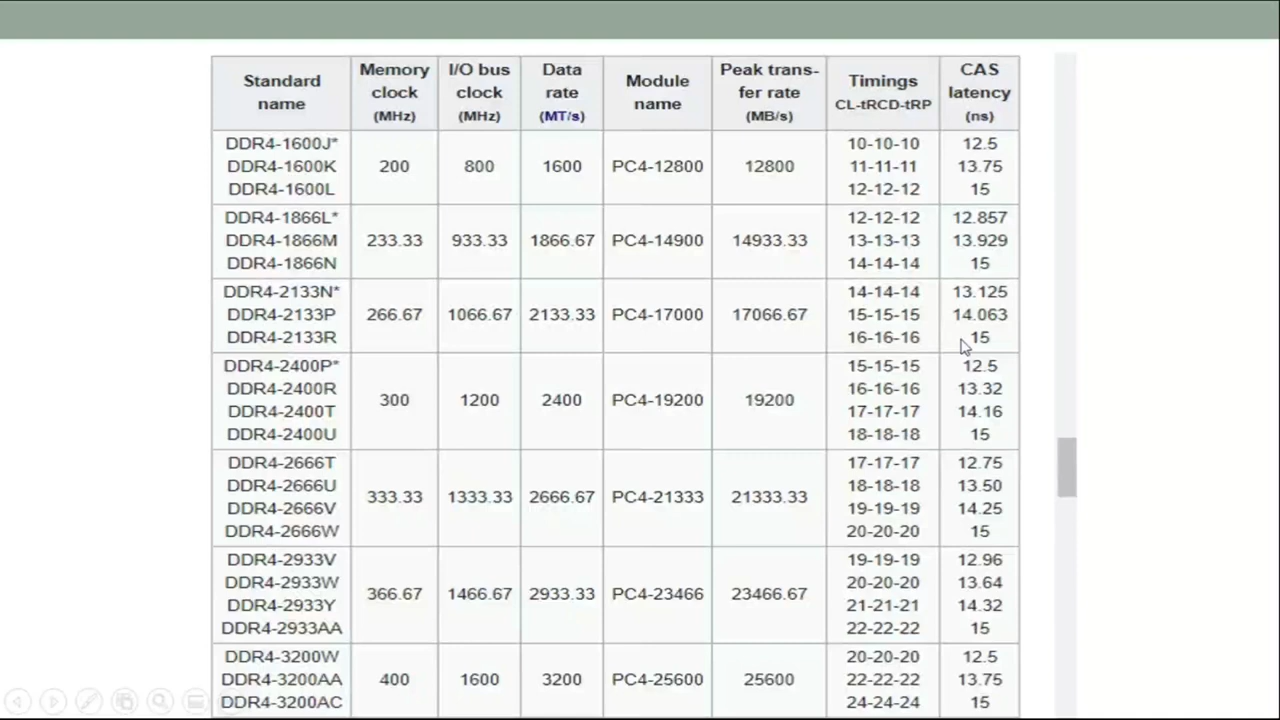 Standard name
Memory clock (MHz)
I/O bus clock (MHz)
Data rate (MT/s)
Module name
Peak trans-
fer rate (MB/s)
Timings CL-tRCD-tRP
CAS latency (ns)
DDR4-1600J*
DDR4-1600K
DDR4-1600L
200 800 1600 PC4-12800 12800
10-10-10 12.5
11-11-11 13.75
12-12-12 15
DDR4-1866L*
DDR4-1866M
DDR4-1866N
233.33 933.33 1866.67 PC4-14900 14933.33
12-12-12 12.857
13-13-13 13.929
14-14-14 15
DDR4-2133N*
DDR4-2133P
DDR4-2133R
266.67 1066.67 2133.33 PC4-17000 17066.67
14-14-14 13.125
15-15-15 14.063
16-16-16 15
DDR4-2400P*
DDR4-2400R
DDR4-2400T
DDR4-2400U
300 1200 2400 PC4-19200 19200
15-15-15 12.5
16-16-16 13.32
17-17-17 14.16
18-18-18 15
DDR4-2666T
DDR4-2666U
DDR4-2666V
DDR4-2666W
333.33 1333.33 2666.67 PC4-21333 21333.33
17-17-17 12.75
18-18-18 13.50
19-19-19 14.25
20-20-20 15
DDR4-2933V
DDR4-2933W
DDR4-2933Y
DDR4-2933AA
366.67 1466.67 2933.33 PC4-23466 23466.67
19-19-19 12.96
20-20-20 13.64
21-21-21 14.32
22-22-22 15
DDR4-3200W
DDR4-3200AA
DDR4-3200AC
400 1600 3200 PC4-25600 25600
20-20-20 12.5
22-22-22 13.75
24-24-24 15